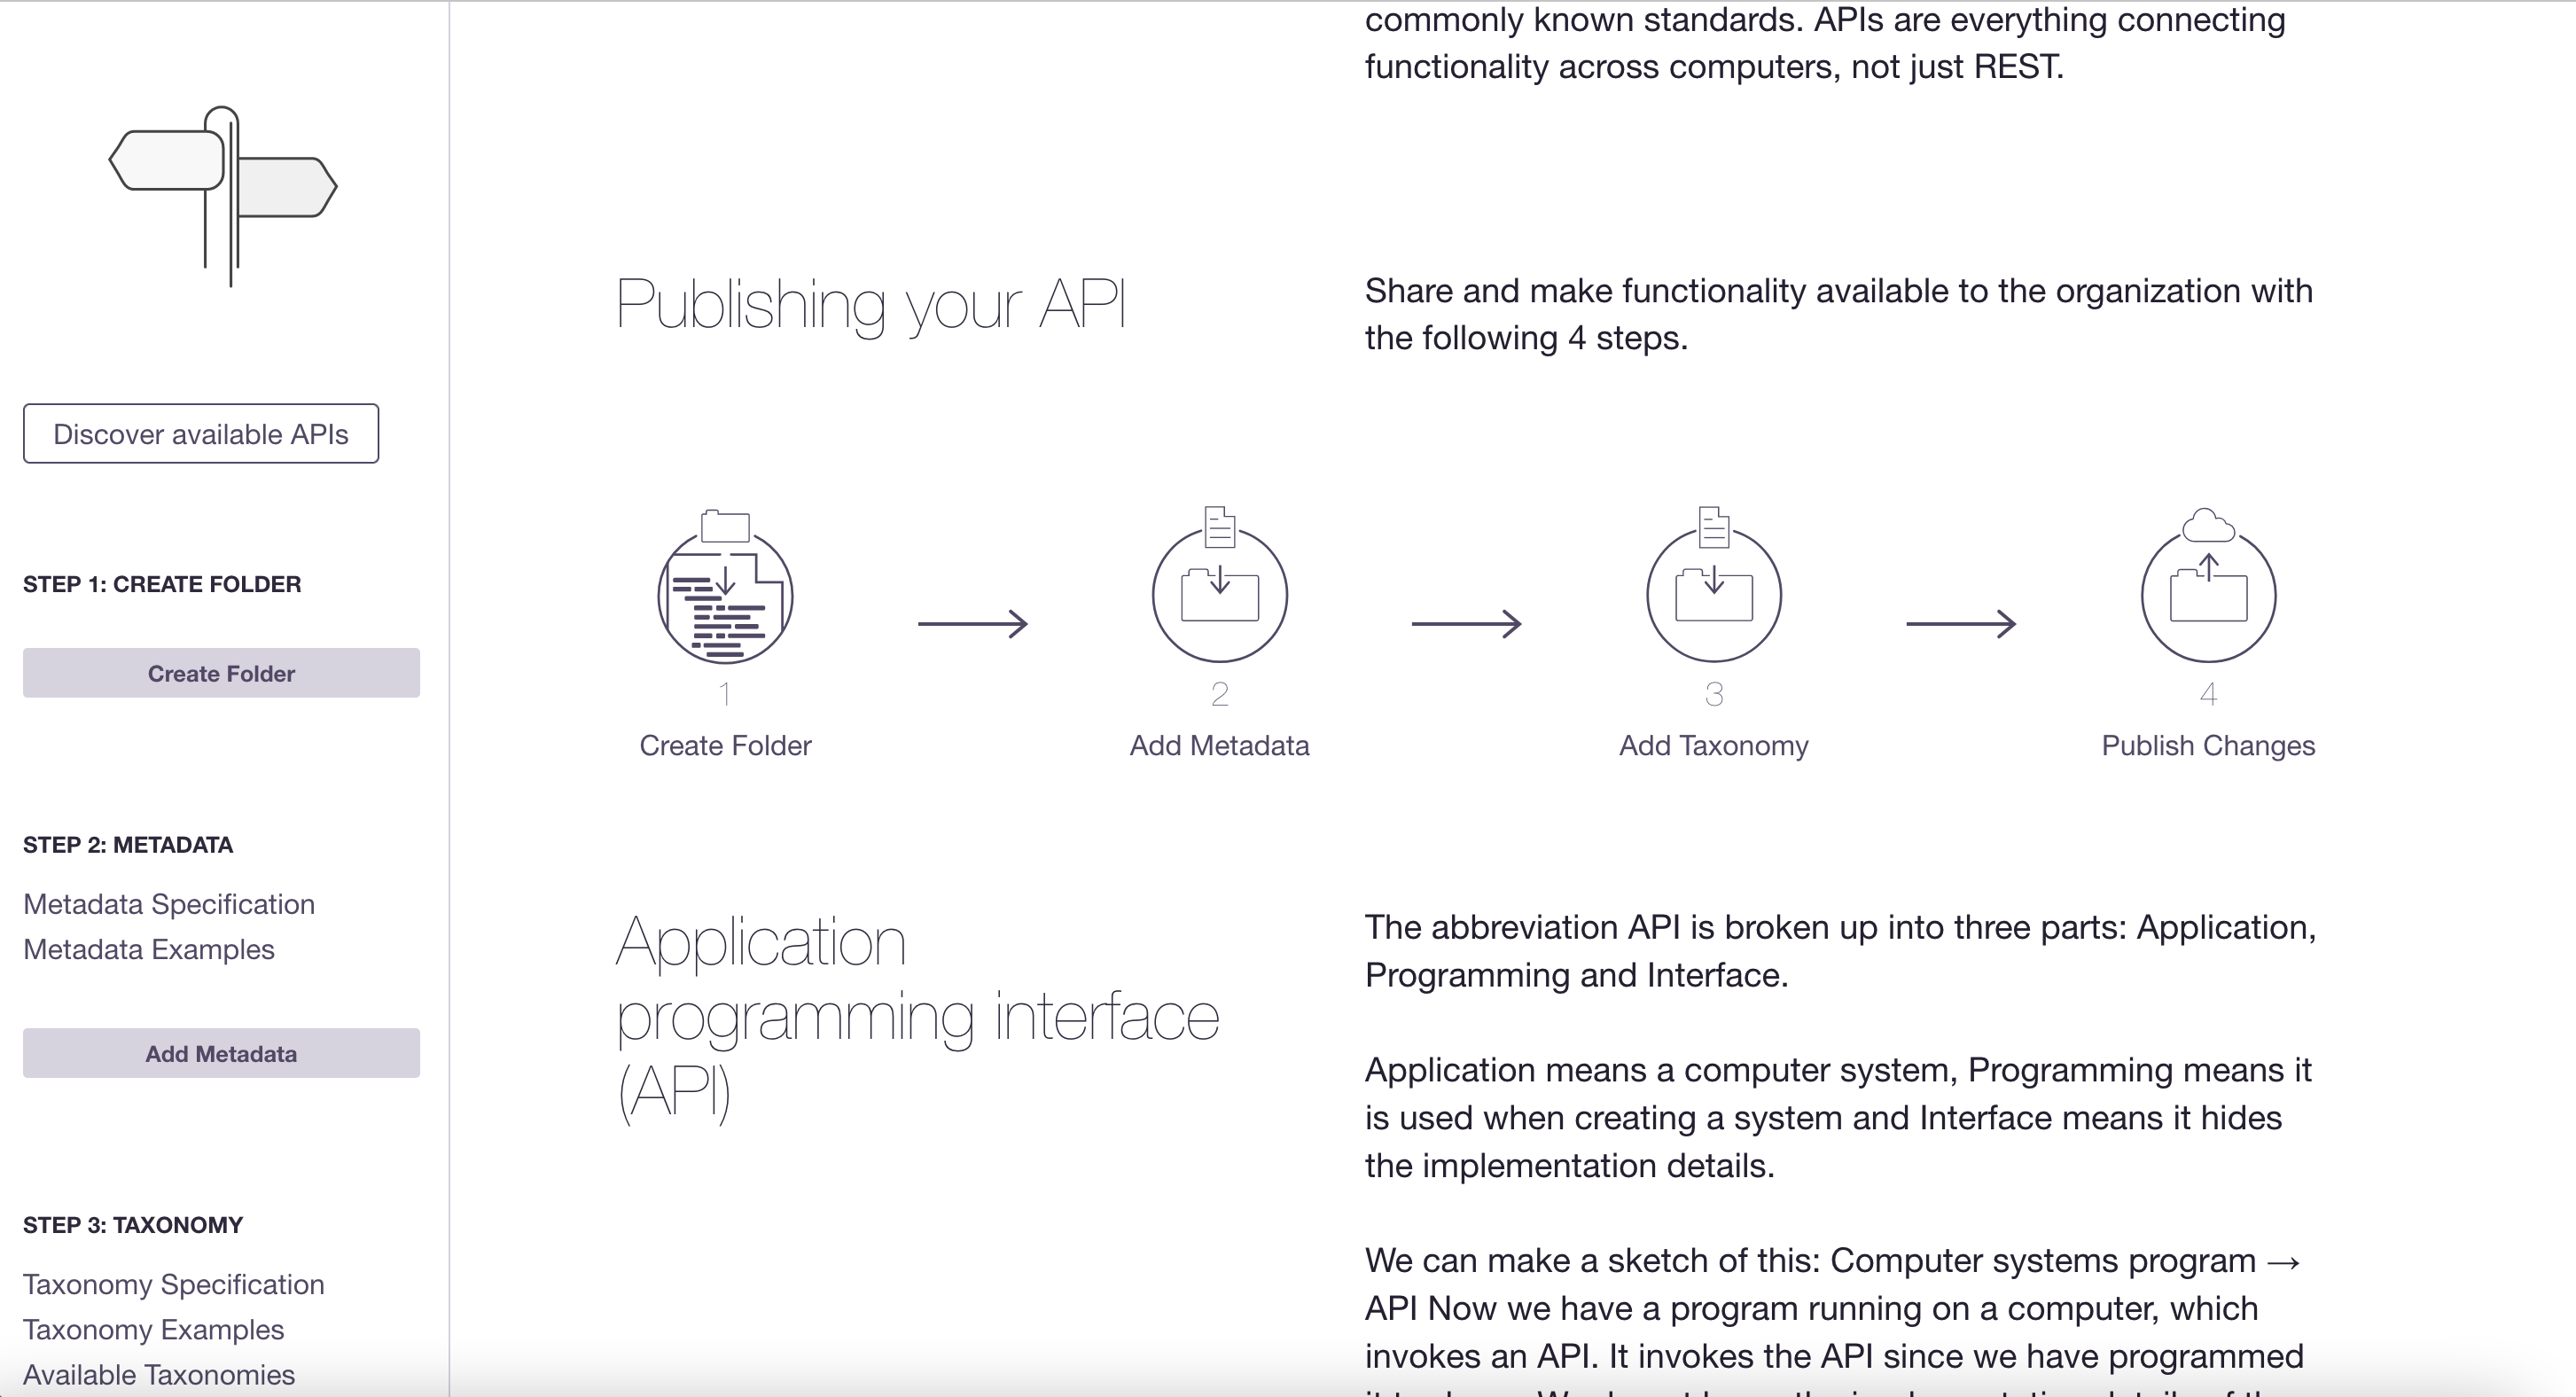 commonly known standards. APIs are everything connecting
functionality across computers, not just REST.
Discover available APIs
STEP 1: CREATE FOLDER
Create Folder
STEP 2: METADATA
Metadata Specification
Metadata Examples
Add Metadata
STEP 3: TAXONOMY
Taxonomy Specification
Taxonomy Examples
Available Taxonomies
Publishing your API
Share and make functionality available to the organization with
the following 4 steps.
1
Create Folder
2
Add Metadata
3
Add Taxonomy
4
Publish Changes
Application
programming interface
(API)
The abbreviation API is broken up into three parts: Application,
Programming and Interface.
Application means a computer system, Programming means it
is used when creating a system and Interface means it hides
the implementation details.
We can make a sketch of this: Computer systems program →
API Now we have a program running on a computer, which
invokes an API. It invokes the API since we have programmed